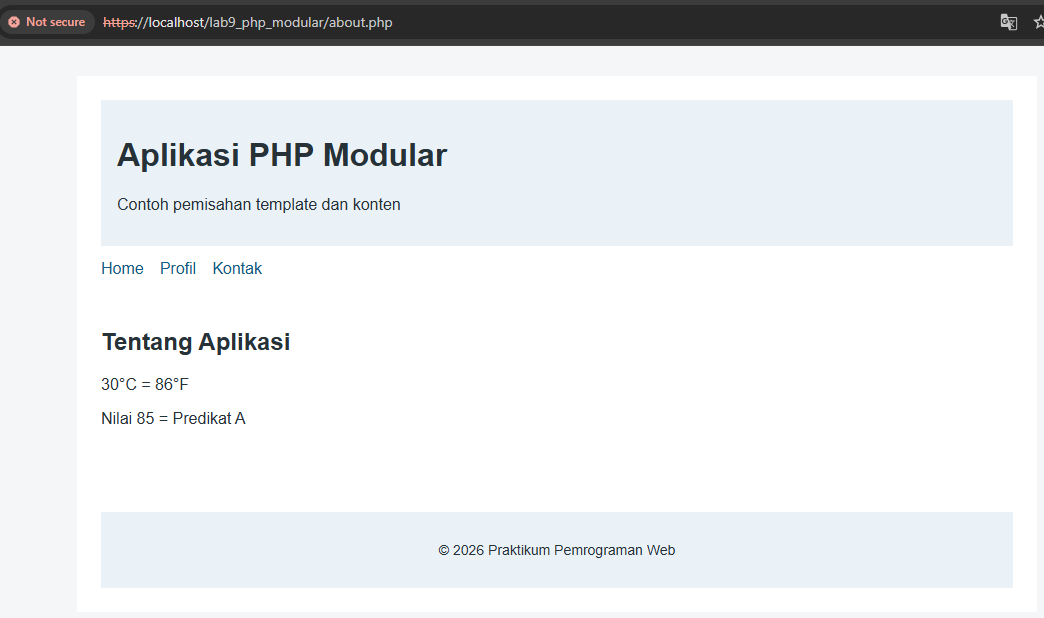 Not secure https://localhost/lab9_php_modular/about.php
Aplikasi PHP Modular
Contoh pemisahan template dan konten
Home Profil Kontak
Tentang Aplikasi
30°C = 86°F
Nilai 85 = Predikat A
© 2026 Praktikum Pemrograman Web